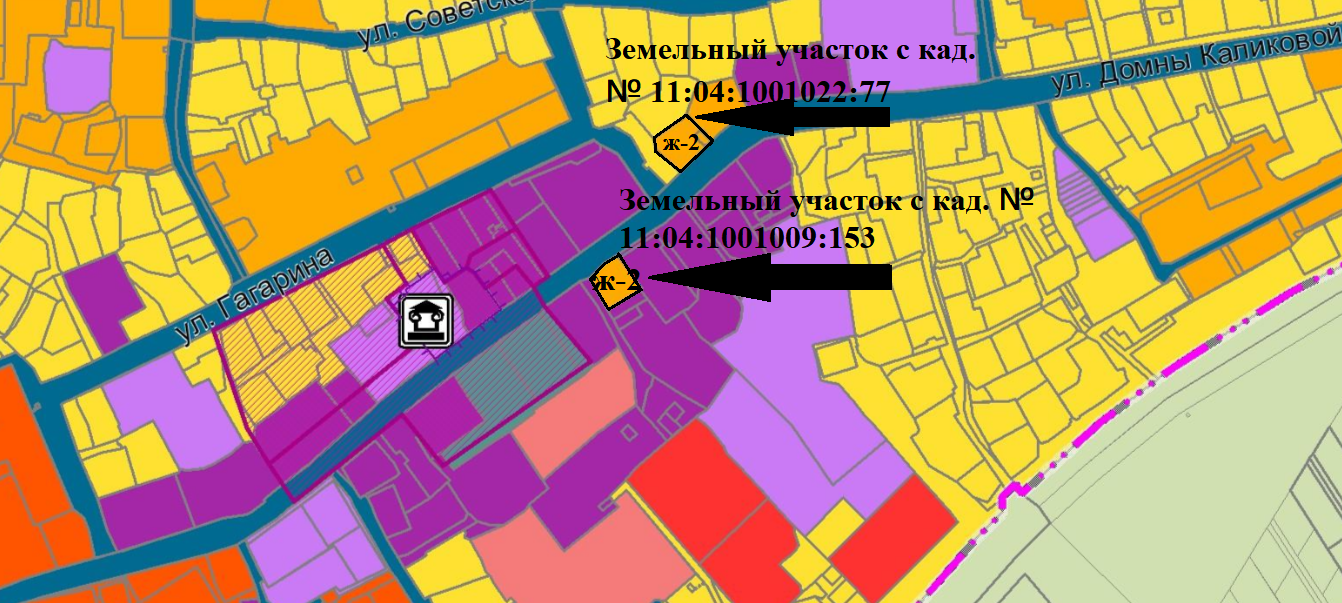 ул. Советска
Земельный участок с кад.
№ 11:04:1001022:77
ул. Домны Каликовой
ж-2
Земельный участок с кад. №
11:04:1001009:153
ж-2
ул. Гагарина